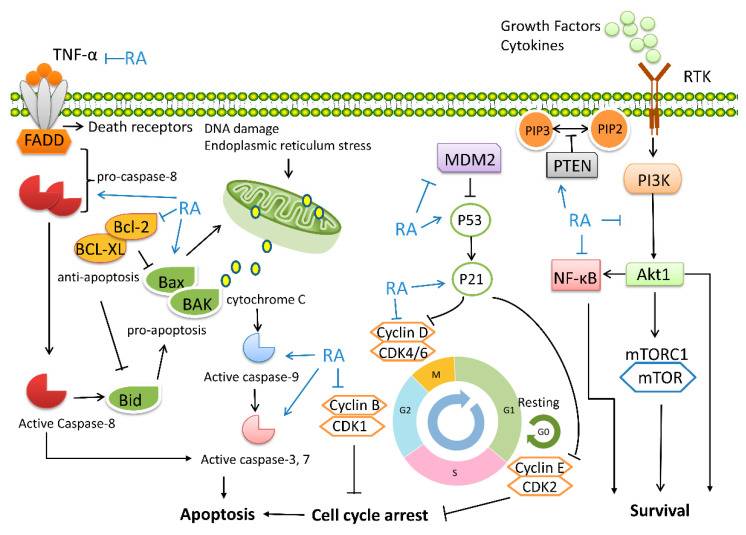 Growth Factors
Cytokines
TNF-α
RA
RTK
FADD
Death receptors
DNA damage
Endoplasmic reticulum stress
PIP3
PIP2
MDM2
PTEN
pro-caspase-8
PI3K
RA
Bcl-2
BCL-XL
RA
P53
RA
anti-apoptosis
Bax
BAK
cytochrome C
P21
NF-κB
Akt1
RA
pro-apoptosis
Cyclin D
CDK4/6
RA
mTORC1
mTOR
Active caspase-9
M
G2
G1
S
Resting
G0
Bid
Active Caspase-8
Cyclin B
CDK1
Active caspase-3, 7
Cyclin E
CDK2
Apoptosis
Cell cycle arrest
Survival